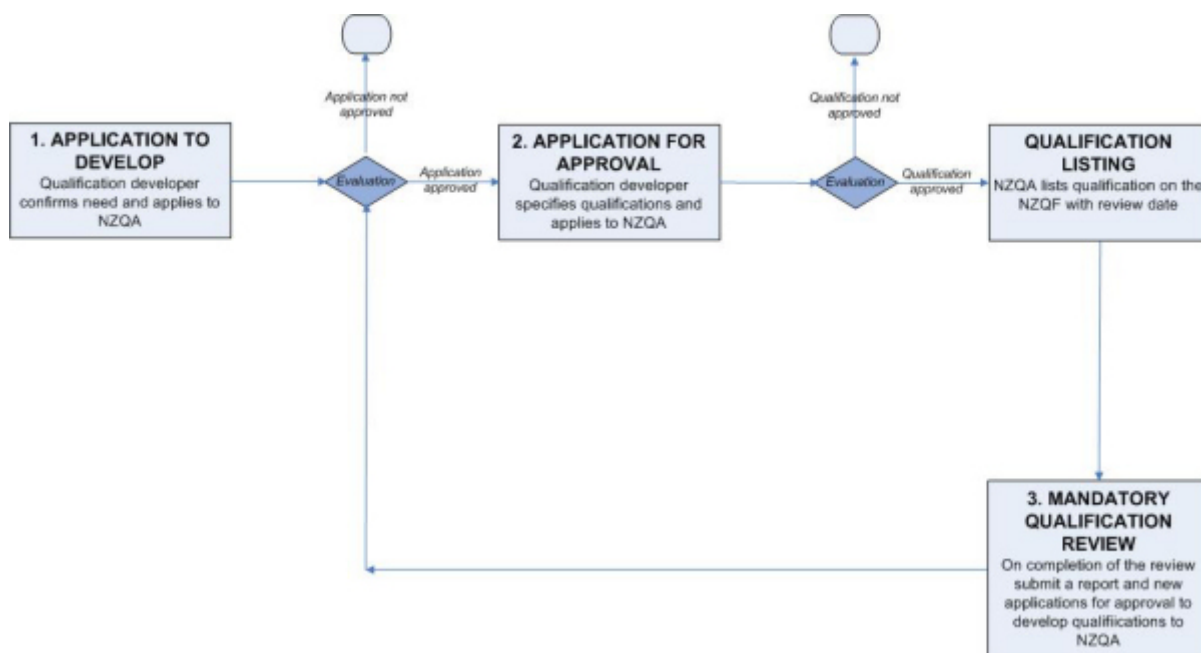 Application not
approved
Qualification not
approved
1. APPLICATION TO
DEVELOP
Qualification developer
confirms need and applies to
NZQA
Evaluation
Application
approved
2. APPLICATION FOR
APPROVAL
Qualification developer
specifies qualifications and
applies to NZQA
Evaluation
Qualification
approved
QUALIFICATION
LISTING
NZQA lists qualification on the
NZQF with review date
3. MANDATORY
QUALIFICATION
REVIEW
On completion of the review
submit a report and new
applications for approval to
develop qualifiications to
NZQA